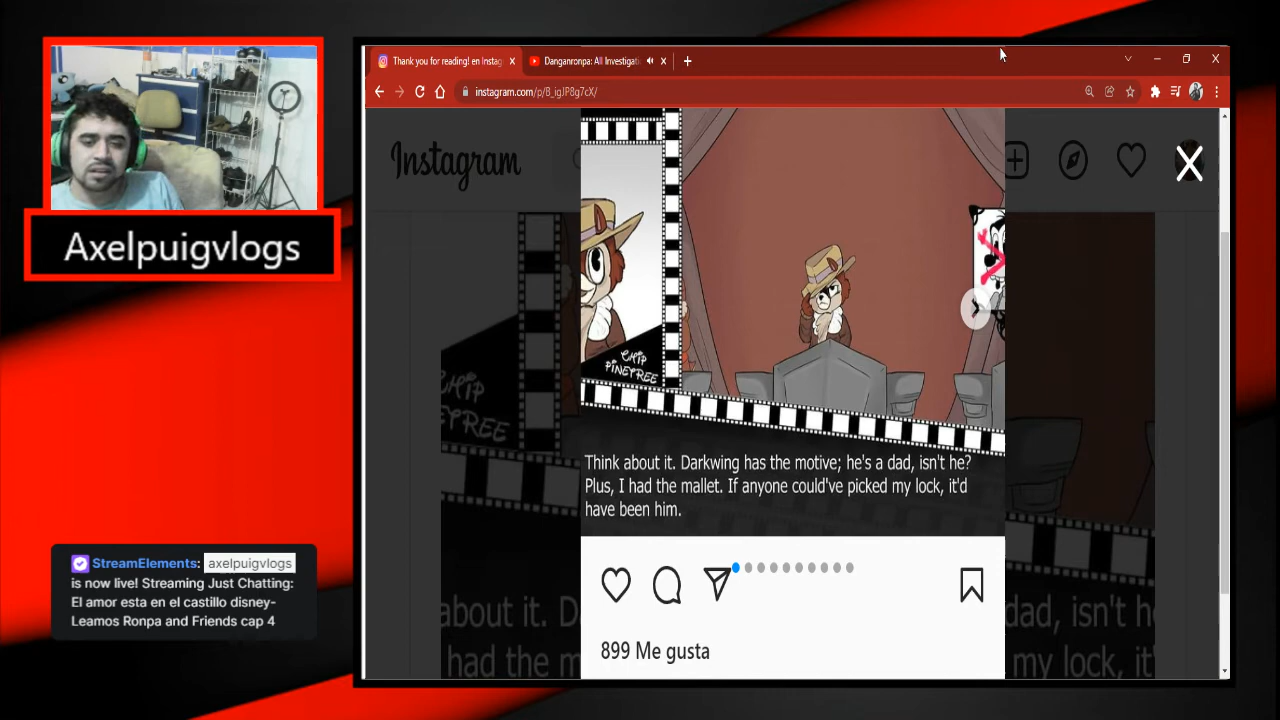 Thank you for reading! en Instag
Danganronpa: All Investigati
instagram.com/p/B_igJP8g7cX/
Instagram
Axelpuigvlogs
CHIP
PINETREE
Think about it. Darkwing has the motive; he's a dad, isn't he?
Plus, I had the mallet. If anyone could've picked my lock, it'd
have been him.
StreamElements: axelpuigvlogs
is now live! Streaming Just Chatting:
El amor esta en el castillo disney-
Leamos Ronpa and Friends cap 4
899 Me gusta
CHIP
PINETREE
about it. D
dad, isn't he
had the m
my lock, it'